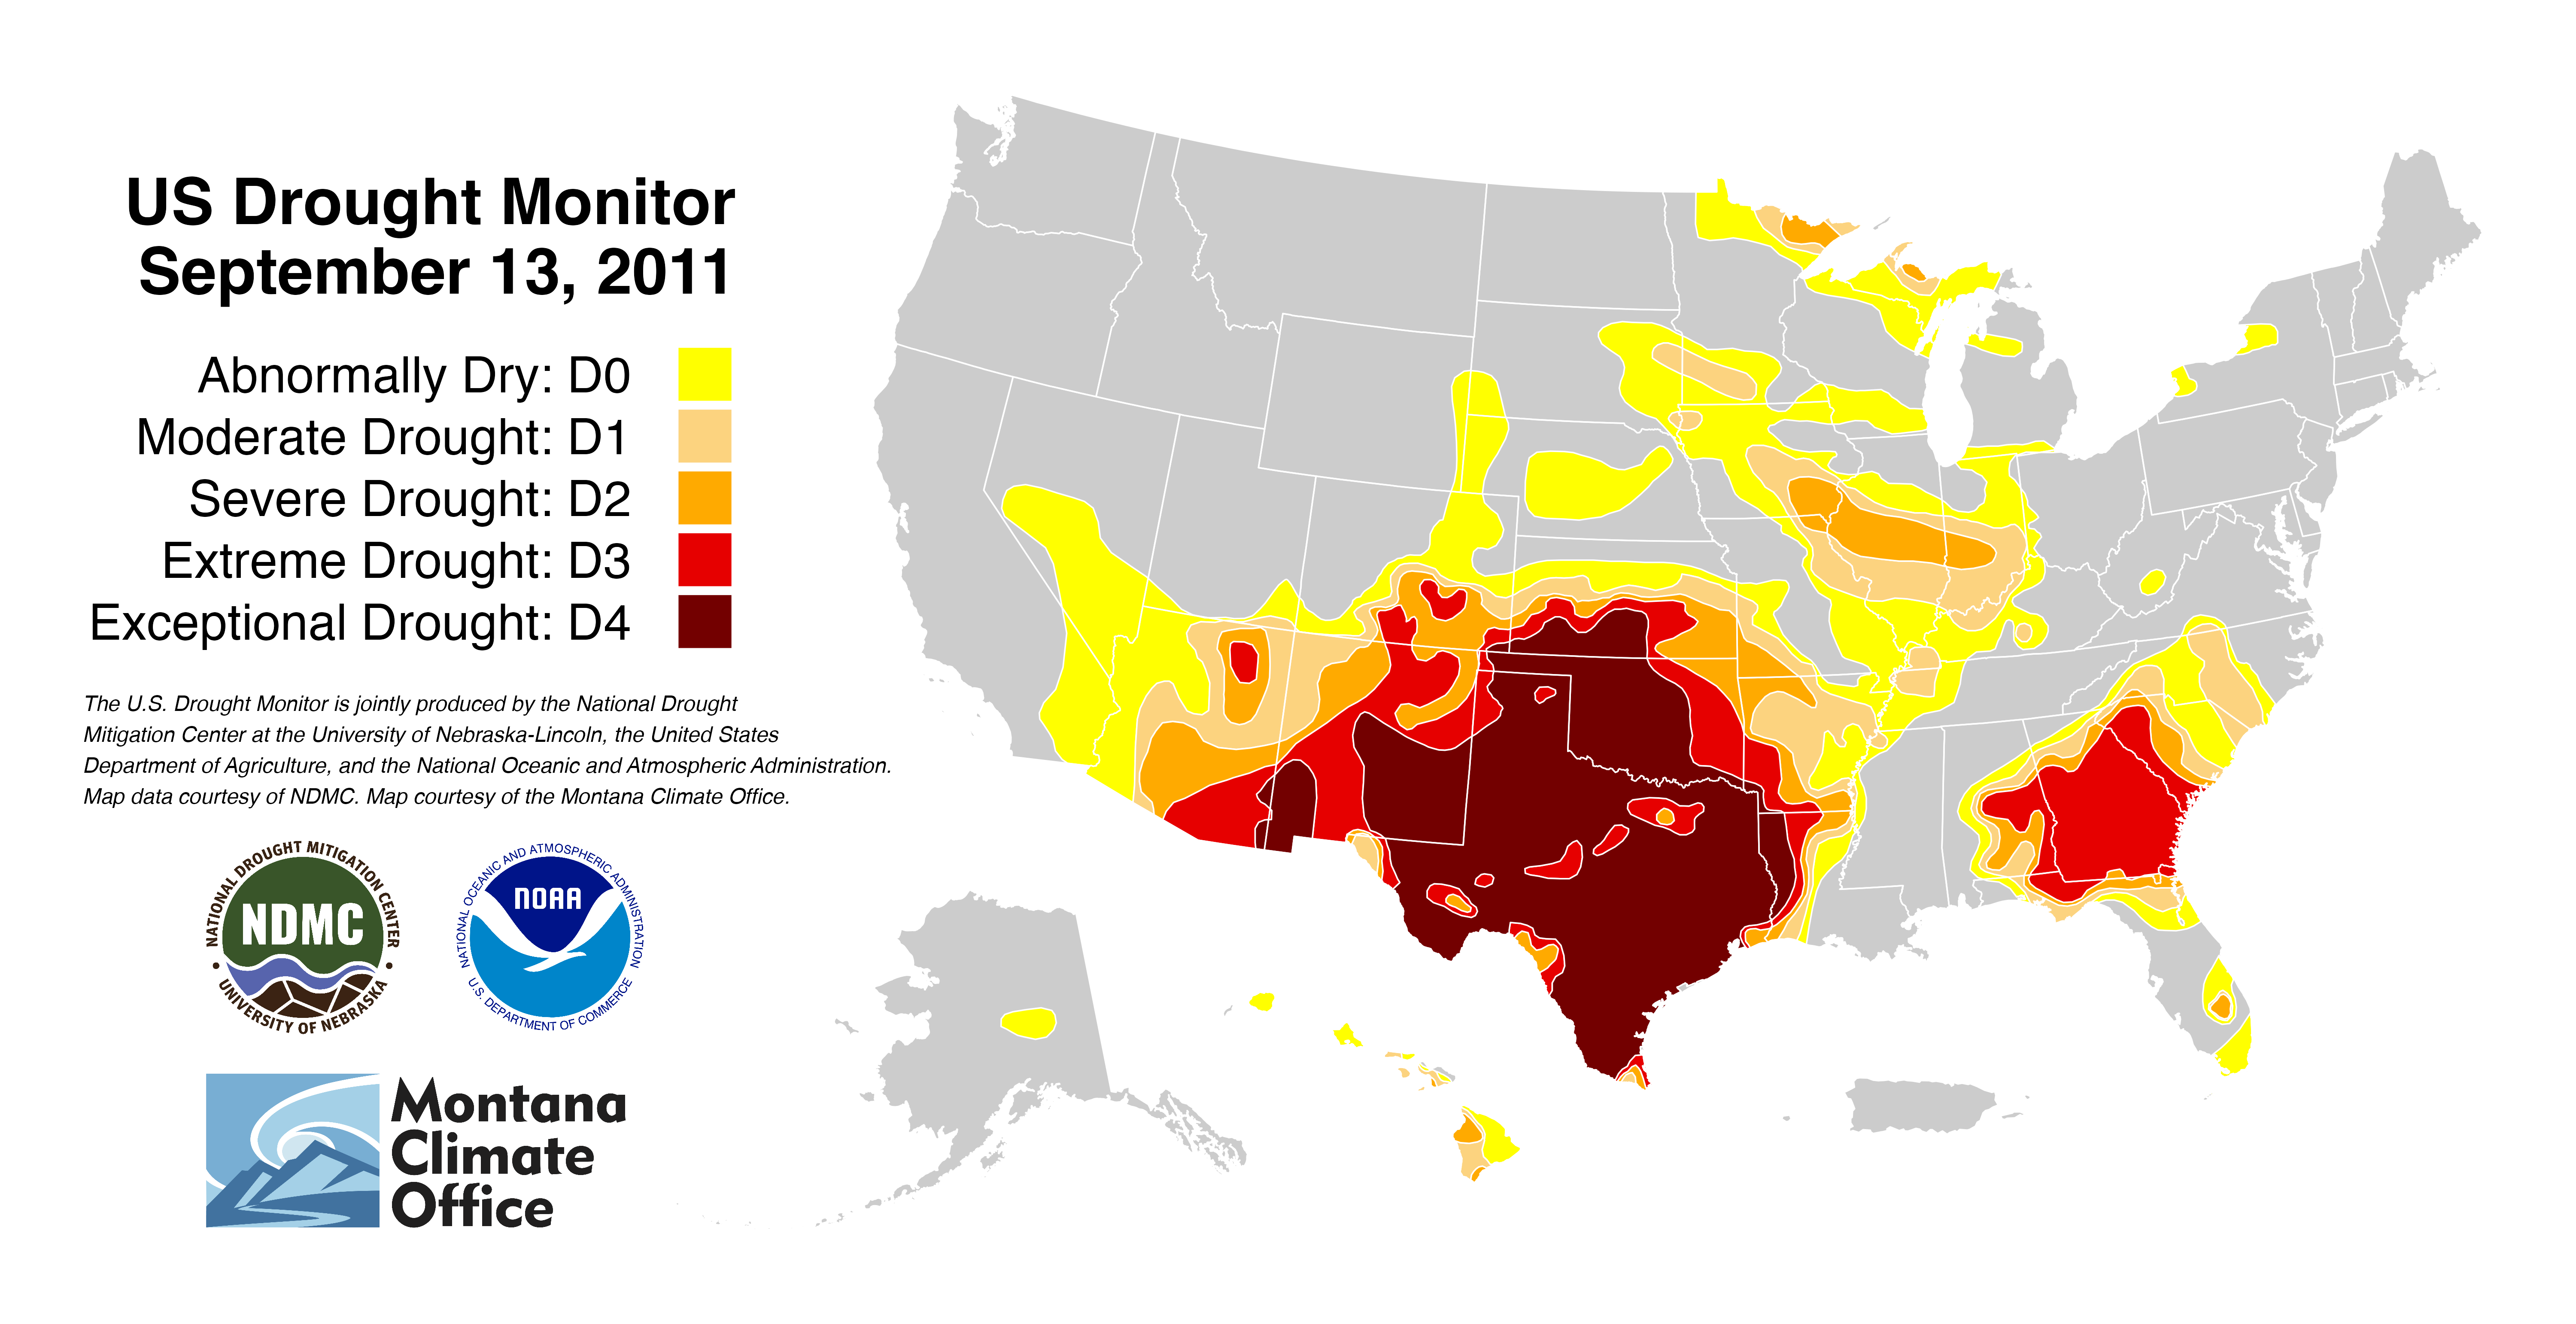 US Drought Monitor
September 13, 2011
Abnormally Dry: D0
Moderate Drought: D1
Severe Drought: D2
Extreme Drought: D3
Exceptional Drought: D4
The U.S. Drought Monitor is jointly produced by the National Drought
Mitigation Center at the University of Nebraska-Lincoln, the United States
Department of Agriculture, and the National Oceanic and Atmospheric Administration.
Map data courtesy of NDMC. Map courtesy of the Montana Climate Office.
NATIONAL DROUGHT MITIGATION CENTER
NDMC
• UNIVERSITY OF NEBRASKA •
NATIONAL OCEANIC AND ATMOSPHERIC ADMINISTRATION
NOAA
U.S. DEPARTMENT OF COMMERCE
Montana
Climate
Office